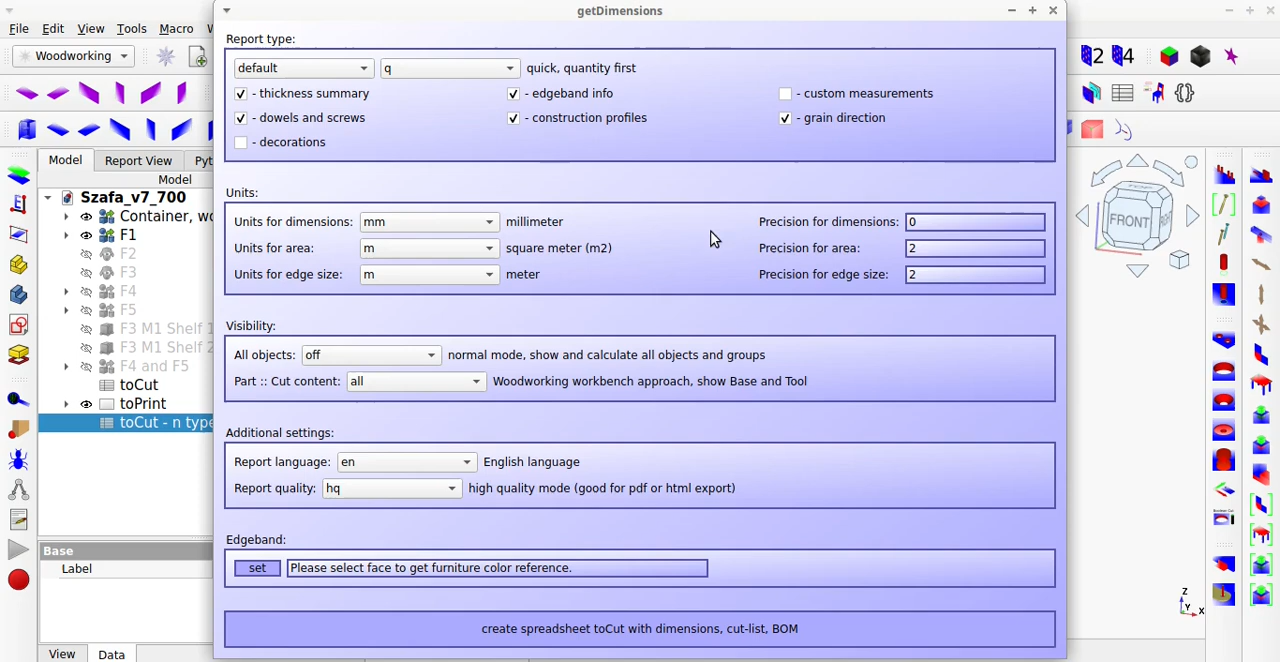 getDimensions
File Edit View Tools Macro W
Woodworking
2 4
Report type:
default q quick, quantity first
- thickness summary - edgeband info - custom measurements
- dowels and screws - construction profiles - grain direction
- decorations
Model Report View Pyt
Model
Szafa_v7_700
Container, wo
F1
F2
F3
F4
F5
F3 M1 Shelf 1
F3 M1 Shelf 2
F4 and F5
toCut
toPrint
toCut - n type
Base
Label
View Data
Units:
Units for dimensions: mm millimeter Precision for dimensions: 0
Units for area: m square meter (m2) Precision for area: 2
Units for edge size: m meter Precision for edge size: 2
Visibility:
All objects: off normal mode, show and calculate all objects and groups
Part :: Cut content: all Woodworking workbench approach, show Base and Tool
Additional settings:
Report language: en English language
Report quality: hq high quality mode (good for pdf or html export)
Edgeband:
set Please select face to get furniture color reference.
create spreadsheet toCut with dimensions, cut-list, BOM
FRONT
Z
Y X